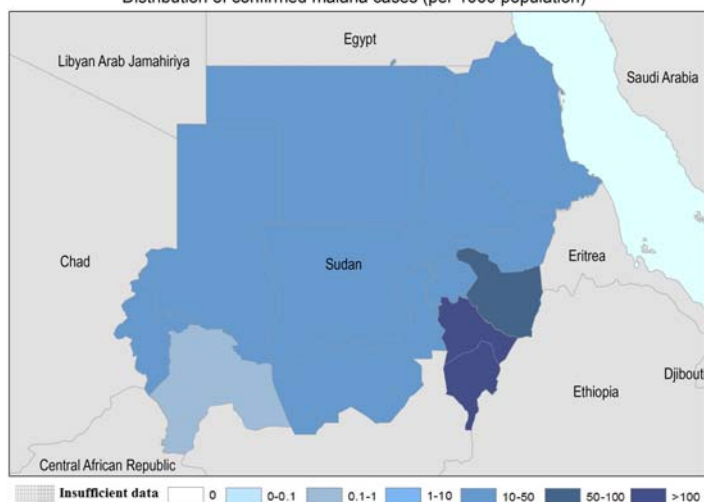 Distribution of confirmed malaria cases (per 1000 population)
Egypt
Libyan Arab Jamahiriya
Saudi Arabia
Chad
Sudan
Eritrea
Ethiopia
Djibout
Central African Republic
Insufficient data 0 0-0.1 0.1-1 1-10 10-50 50-100 >100